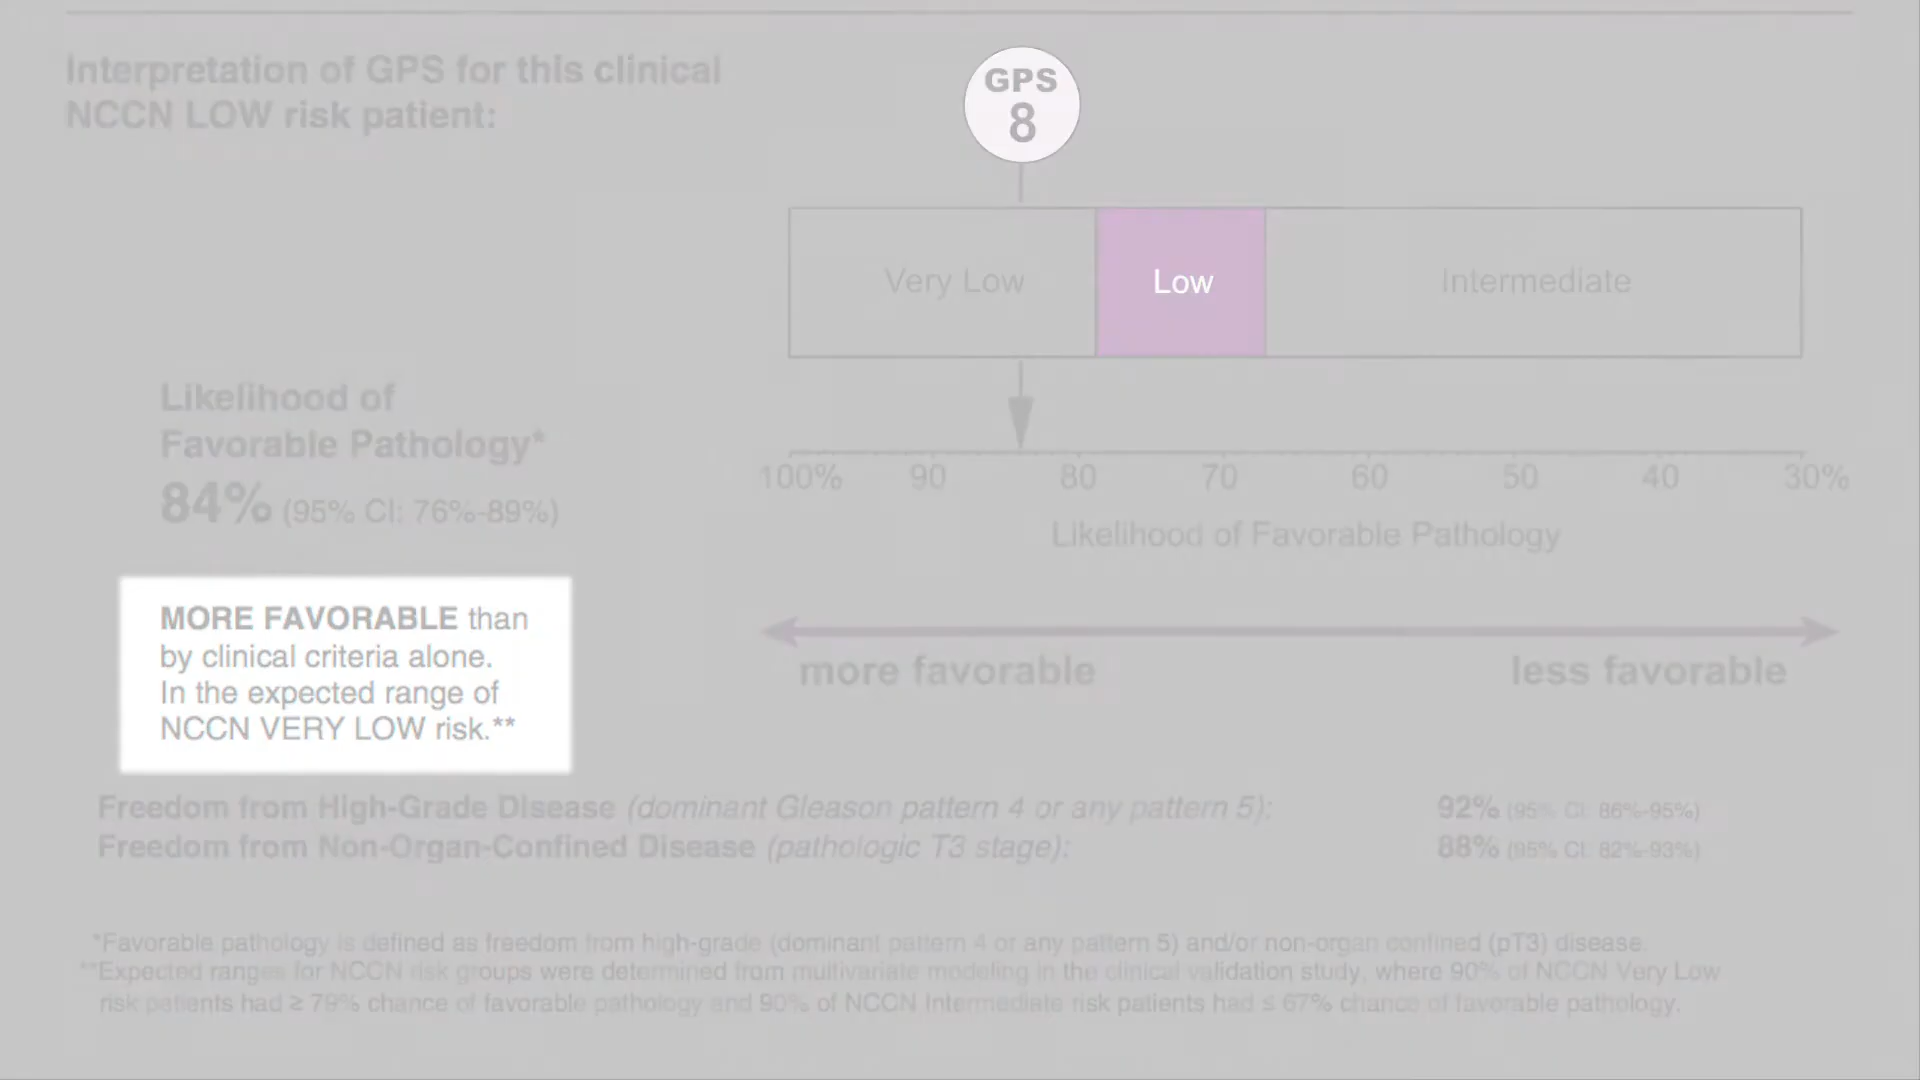 Interpretation of GPS for this clinical
NCCN LOW risk patient:
GPS
8
Very Low
Low
Intermediate
Likelihood of
Favorable Pathology*
84% (95% CI: 76%-89%)
100%
90
80
70
60
50
40
30%
Likelihood of Favorable Pathology
MORE FAVORABLE than
by clinical criteria alone.
In the expected range of
NCCN VERY LOW risk.**
more favorable
less favorable
Freedom from High-Grade Disease (dominant Gleason pattern 4 or any pattern 5): 92% (95% CI: 86%-95%)
Freedom from Non-Organ-Confined Disease (pathologic T3 stage): 88% (95% CI: 82%-93%)
*Favorable pathology is defined as freedom from high-grade (dominant pattern 4 or any pattern 5) and/or non-organ confined (pT3) disease.
**Expected ranges for NCCN risk groups were determined from multivariate modeling in the clinical validation study, where 90% of NCCN Very Low
risk patients had ≥ 79% chance of favorable pathology and 90% of NCCN Intermediate risk patients had ≤ 67% chance of favorable pathology.